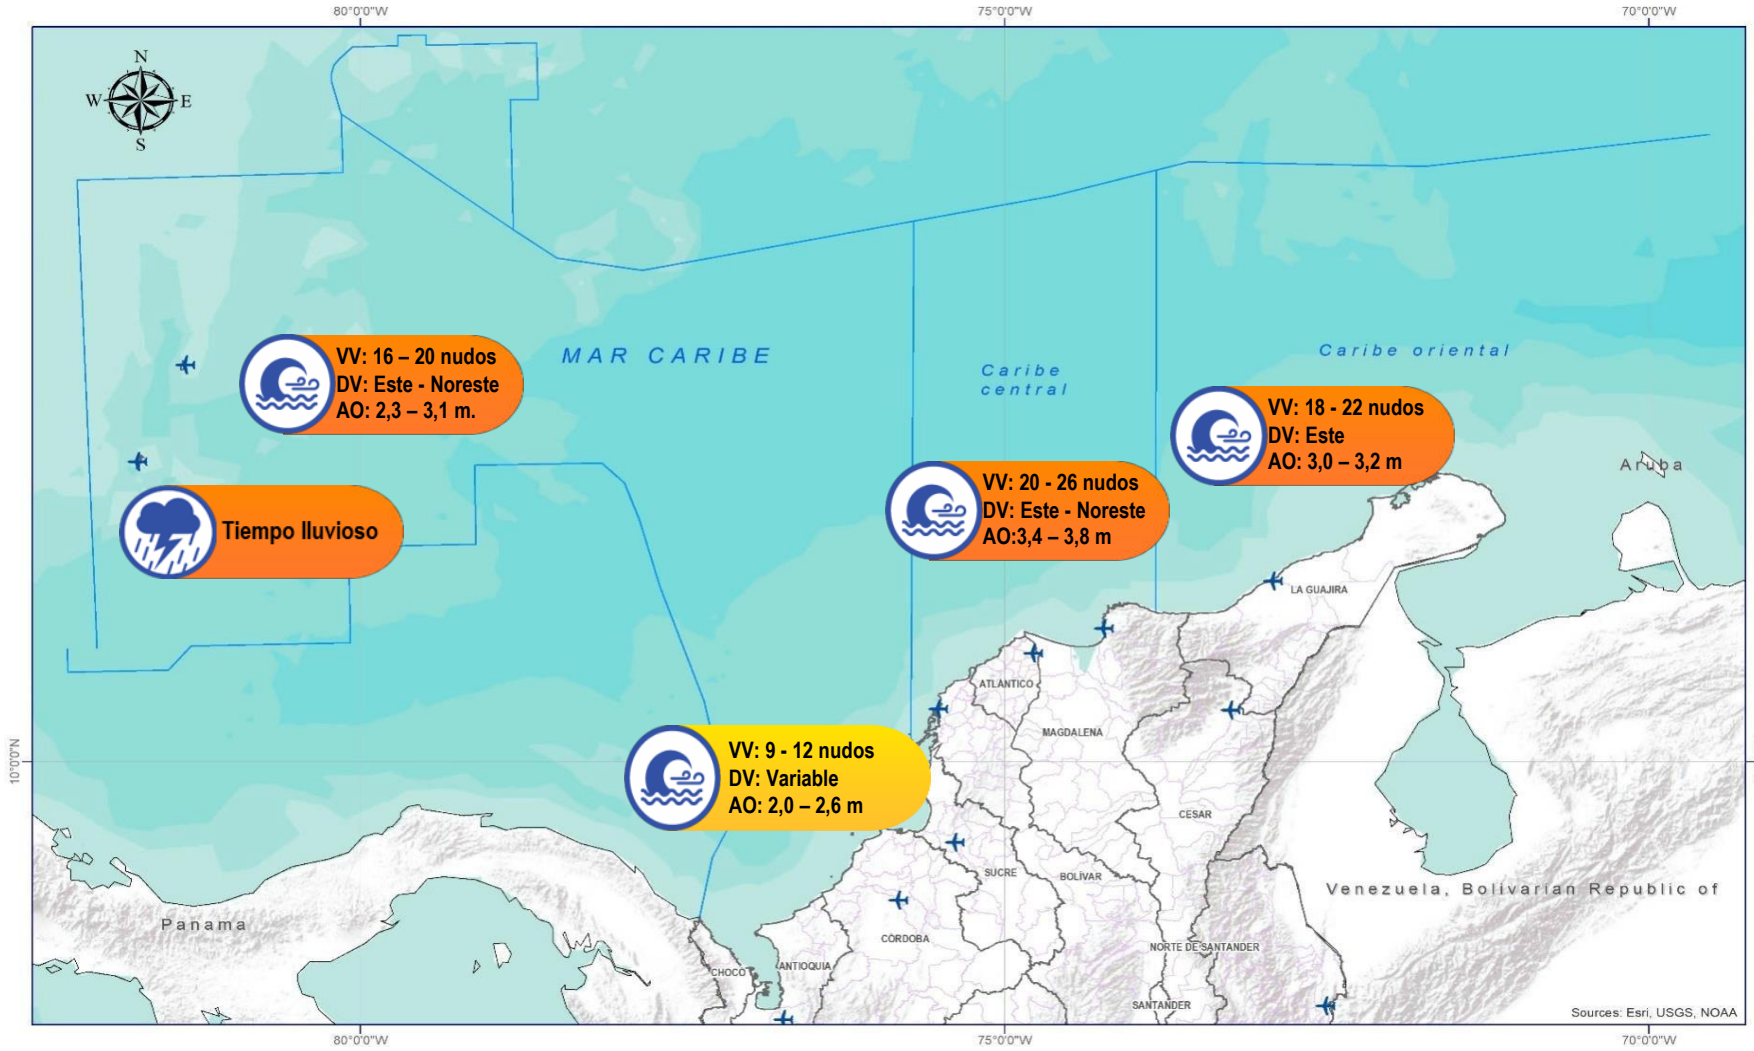 80°0'0"W
75°0'0"W
70°0'0"W
N
W
E
S
VV: 16 – 20 nudos
DV: Este - Noreste
AO: 2,3 – 3,1 m.
MAR CARIBE
Caribe
central
Caribe oriental
VV: 18 - 22 nudos
DV: Este
AO: 3,0 – 3,2 m
Aruba
VV: 20 - 26 nudos
DV: Este - Noreste
AO:3,4 – 3,8 m
Tiempo lluvioso
LA GUAJIRA
ATLÁNTICO
MAGDALENA
10°0'0"N
VV: 9 - 12 nudos
DV: Variable
AO: 2,0 – 2,6 m
CESAR
SUCRE
BOLÍVAR
Venezuela, Bolivarian Republic of
Panama
CÓRDOBA
NORTE DE SANTANDER
CHOCÓ
ANTIOQUIA
SANTANDER
Sources: Esri, USGS, NOAA
80°0'0"W
75°0'0"W
70°0'0"W